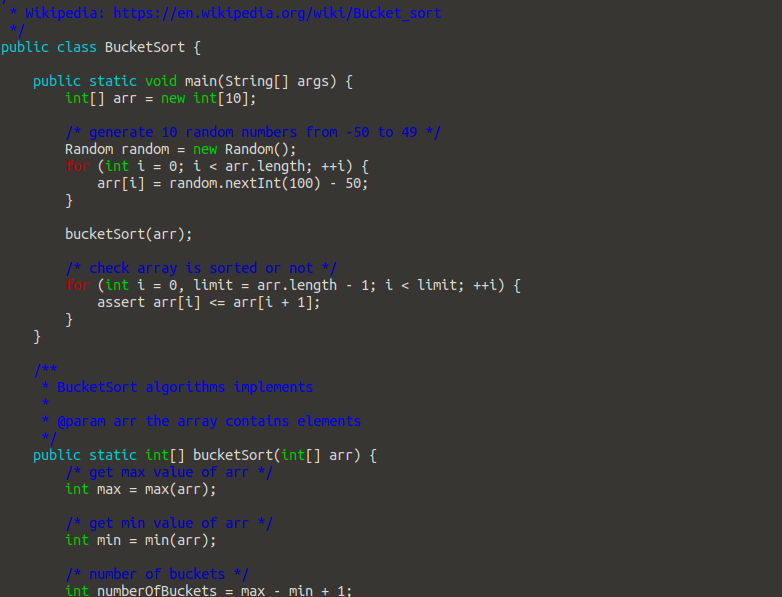 * Wikipedia: https://en.wikipedia.org/wiki/Bucket_sort
*/
public class BucketSort {
public static void main(String[] args) {
int[] arr = new int[10];
/* generate 10 random numbers from -50 to 49 */
Random random = new Random();
for (int i = 0; i < arr.length; ++i) {
arr[i] = random.nextInt(100) - 50;
}
bucketSort(arr);
/* check array is sorted or not */
for (int i = 0, limit = arr.length - 1; i < limit; ++i) {
assert arr[i] <= arr[i + 1];
}
}
/**
* BucketSort algorithms implements
*
* @param arr the array contains elements
*/
public static int[] bucketSort(int[] arr) {
/* get max value of arr */
int max = max(arr);
/* get min value of arr */
int min = min(arr);
/* number of buckets */
int numberOfBuckets = max - min + 1;